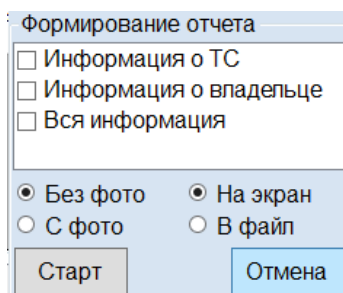 Формирование отчета
Информация о ТС
Информация о владельце
Вся информация
Без фото На экран
С фото В файл
Старт Отмена